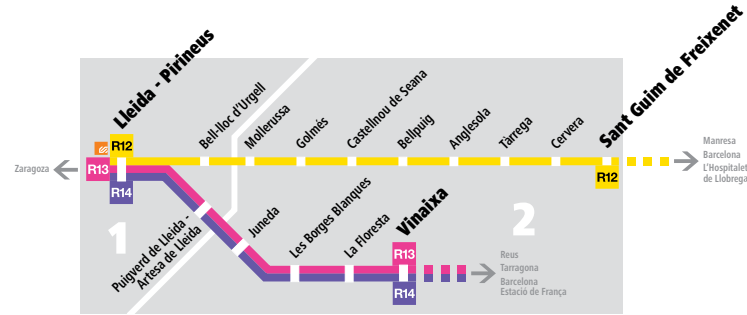 Lleida - Pirineus
Bell-lloc d'Urgell
Mollerussa
Golmés
Castellnou de Seana
Bellpuig
Anglesola
Tàrrega
Cervera
Sant Guim de Freixenet
R12
R12
Manresa
Barcelona
L'Hospitalet
de Llobrega
Zaragoza
R13
R14
1
2
Puigverd de Lleida -
Artesa de Lleida
Juneda
Les Borges Blanques
La Floresta
Vinaixa
R13
R14
Reus
Tarragona
Barcelona
Estació de França